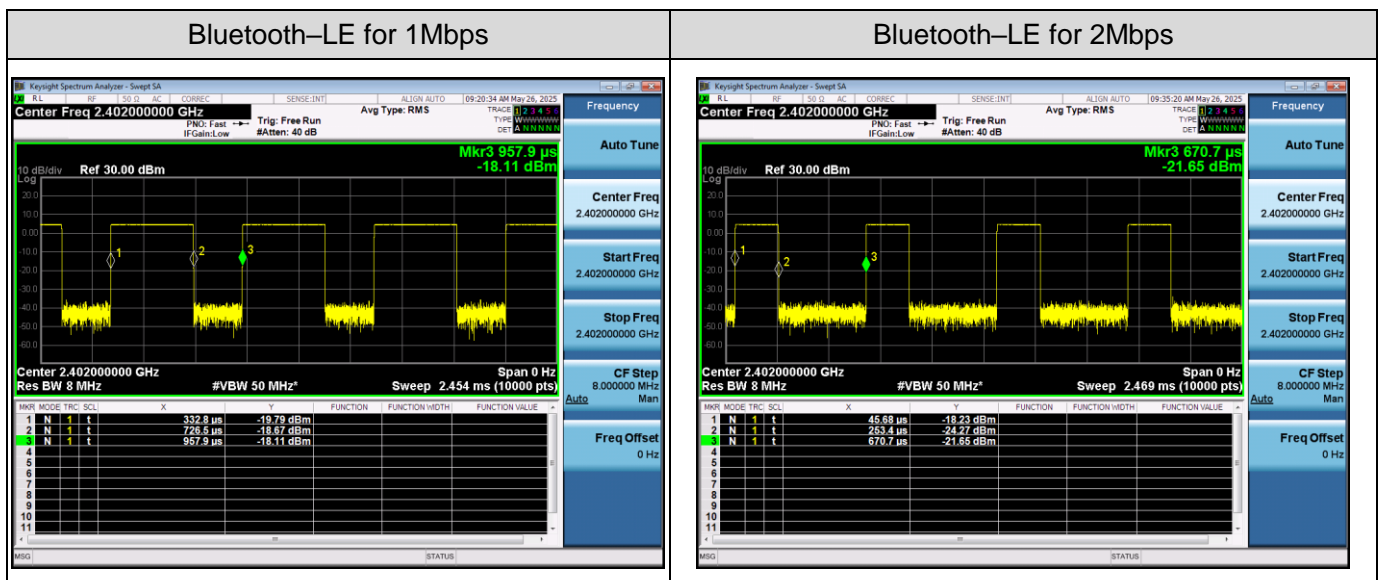 Bluetooth–LE for 1Mbps
Keysight Spectrum Analyzer - Swept SA
RL RF 50 Ω AC CORREC SENSE:INT ALIGN AUTO 09:20:34 AM May 26, 2025
Center Freq 2.402000000 GHz
PNO: Fast
IFGain:Low
Trig: Free Run
#Atten: 40 dB
Avg Type: RMS
TRACE 1 2 3 4 5 6
TYPE W
DET A N N N N N
Mkr3 957.9 µs
-18.11 dBm
10 dB/div Ref 30.00 dBm
Log
20.0
10.0
0.00
-10.0
-20.0
-30.0
-40.0
-50.0
-60.0
1
2
3
Center 2.402000000 GHz Span 0 Hz
Res BW 8 MHz #VBW 50 MHz* Sweep 2.454 ms (10000 pts)
MKR MODE TRC SCL X Y FUNCTION FUNCTION WIDTH FUNCTION VALUE
1 N 1 t 332.8 µs -19.79 dBm
2 N 1 t 726.5 µs -18.67 dBm
3 N 1 t 957.9 µs -18.11 dBm
4
5
6
7
8
9
10
11
MSG STATUS
Frequency
Auto Tune
Center Freq
2.402000000 GHz
Start Freq
2.402000000 GHz
Stop Freq
2.402000000 GHz
CF Step
8.000000 MHz
Auto Man
Freq Offset
0 Hz
Bluetooth–LE for 2Mbps
Keysight Spectrum Analyzer - Swept SA
RL RF 50 Ω AC CORREC SENSE:INT ALIGN AUTO 09:35:20 AM May 26, 2025
Center Freq 2.402000000 GHz
PNO: Fast
IFGain:Low
Trig: Free Run
#Atten: 40 dB
Avg Type: RMS
TRACE 1 2 3 4 5 6
TYPE W
DET A N N N N N
Mkr3 670.7 µs
-21.65 dBm
10 dB/div Ref 30.00 dBm
Log
20.0
10.0
0.00
-10.0
-20.0
-30.0
-40.0
-50.0
-60.0
1
2
3
Center 2.402000000 GHz Span 0 Hz
Res BW 8 MHz #VBW 50 MHz* Sweep 2.469 ms (10000 pts)
MKR MODE TRC SCL X Y FUNCTION FUNCTION WIDTH FUNCTION VALUE
1 N 1 t 45.68 µs -18.23 dBm
2 N 1 t 253.4 µs -24.27 dBm
3 N 1 t 670.7 µs -21.65 dBm
4
5
6
7
8
9
10
11
MSG STATUS
Frequency
Auto Tune
Center Freq
2.402000000 GHz
Start Freq
2.402000000 GHz
Stop Freq
2.402000000 GHz
CF Step
8.000000 MHz
Auto Man
Freq Offset
0 Hz